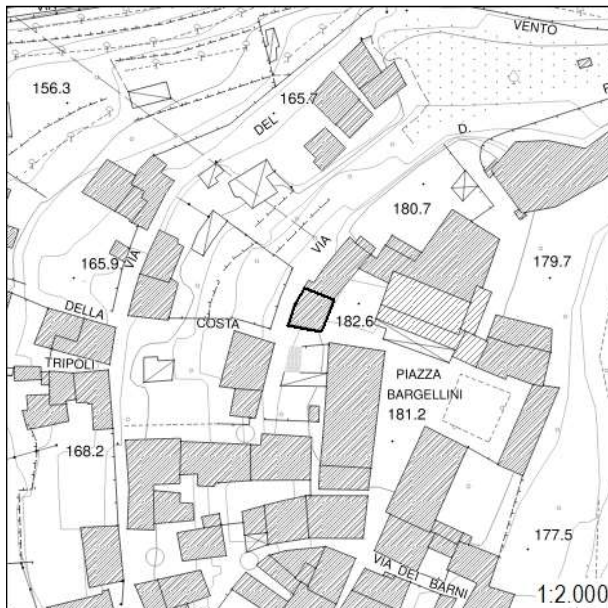 VENTO
156.3
165.7
DEL
D.
VIA
180.7
165.9
VIA
179.7
DELLA
COSTA
182.6
TRIPOLI
PIAZZA
BARGELLINI
181.2
168.2
177.5
VIA DEI BARNI
1:2.000